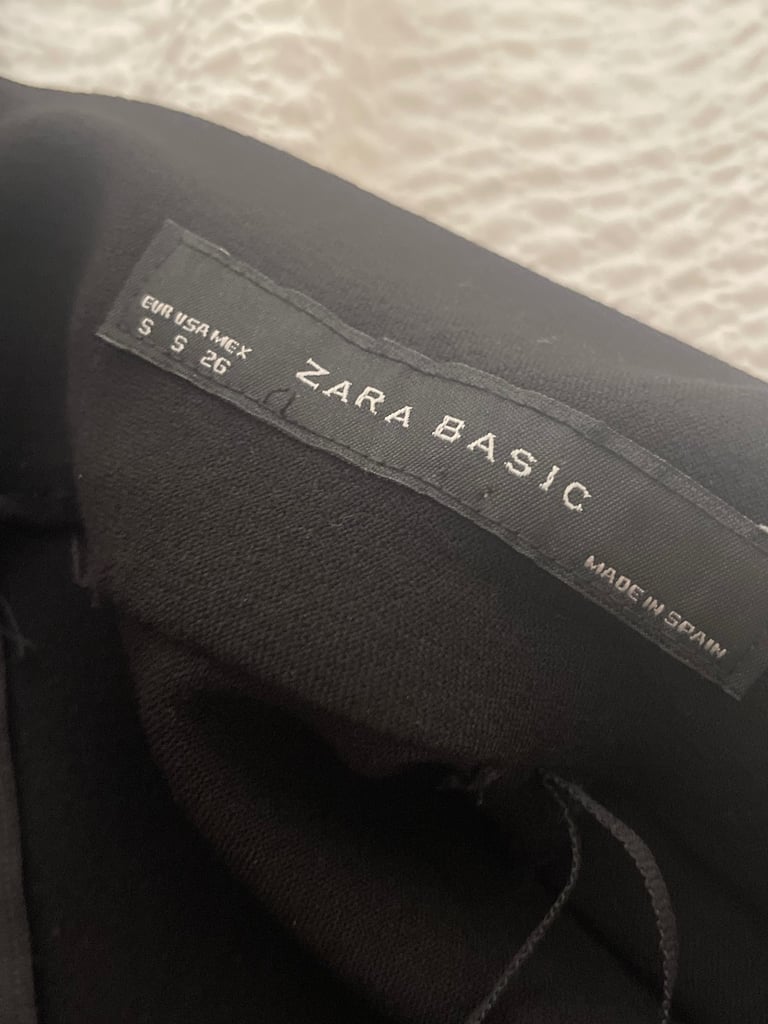 EUR USA MEX
S S 26
ZARA BASIC
MADE IN SPAIN